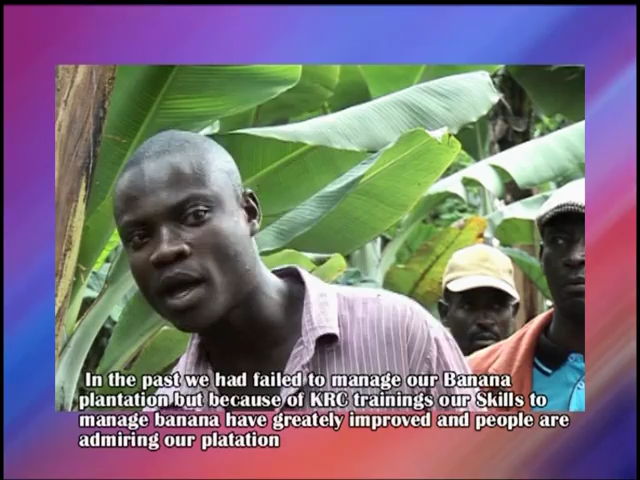 In the past we had failed to manage our Banana
plantation but because of KRC trainings our Skills to
manage banana have greately improved and people are
admiring our platation